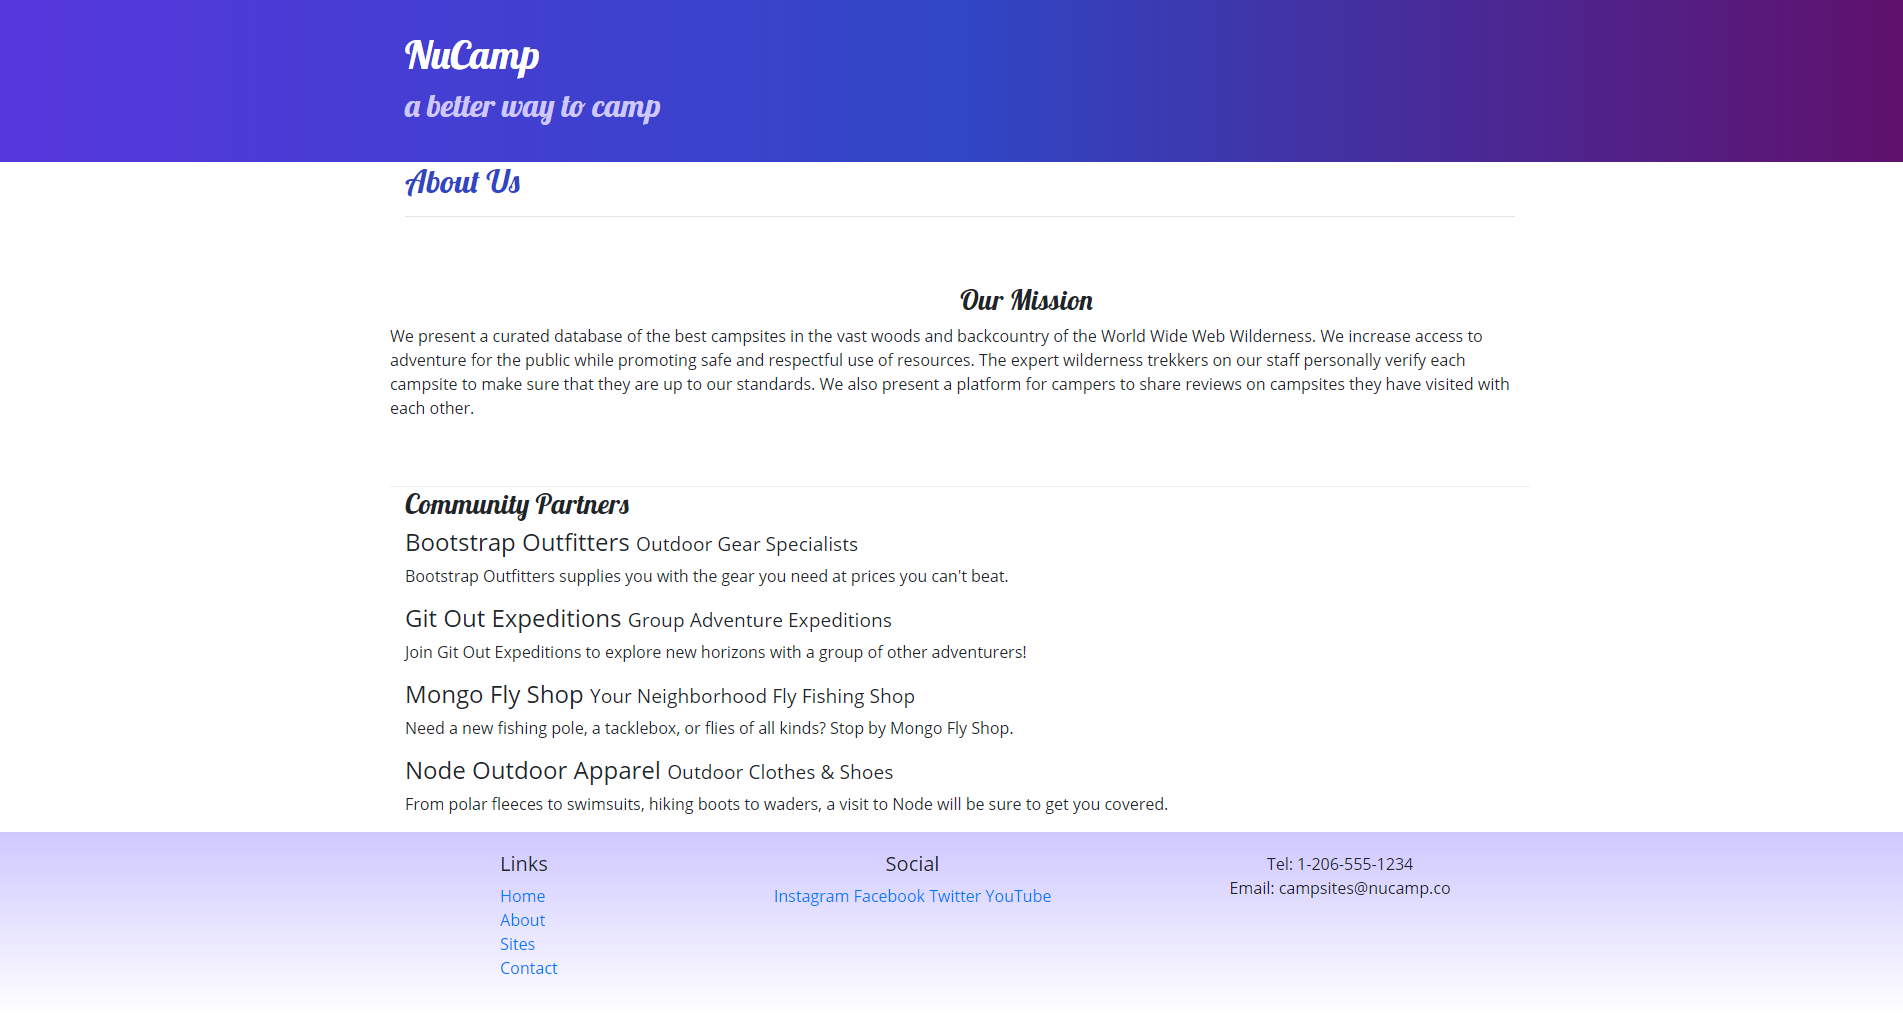 NuCamp
a better way to camp
About Us
Our Mission
We present a curated database of the best campsites in the vast woods and backcountry of the World Wide Web Wilderness. We increase access to
adventure for the public while promoting safe and respectful use of resources. The expert wilderness trekkers on our staff personally verify each
campsite to make sure that they are up to our standards. We also present a platform for campers to share reviews on campsites they have visited with
each other.
Community Partners
Bootstrap Outfitters Outdoor Gear Specialists
Bootstrap Outfitters supplies you with the gear you need at prices you can't beat.
Git Out Expeditions Group Adventure Expeditions
Join Git Out Expeditions to explore new horizons with a group of other adventurers!
Mongo Fly Shop Your Neighborhood Fly Fishing Shop
Need a new fishing pole, a tacklebox, or flies of all kinds? Stop by Mongo Fly Shop.
Node Outdoor Apparel Outdoor Clothes & Shoes
From polar fleeces to swimsuits, hiking boots to waders, a visit to Node will be sure to get you covered.
Links
Home
About
Sites
Contact
Social
Instagram Facebook Twitter YouTube
Tel: 1-206-555-1234
Email: campsites@nucamp.co